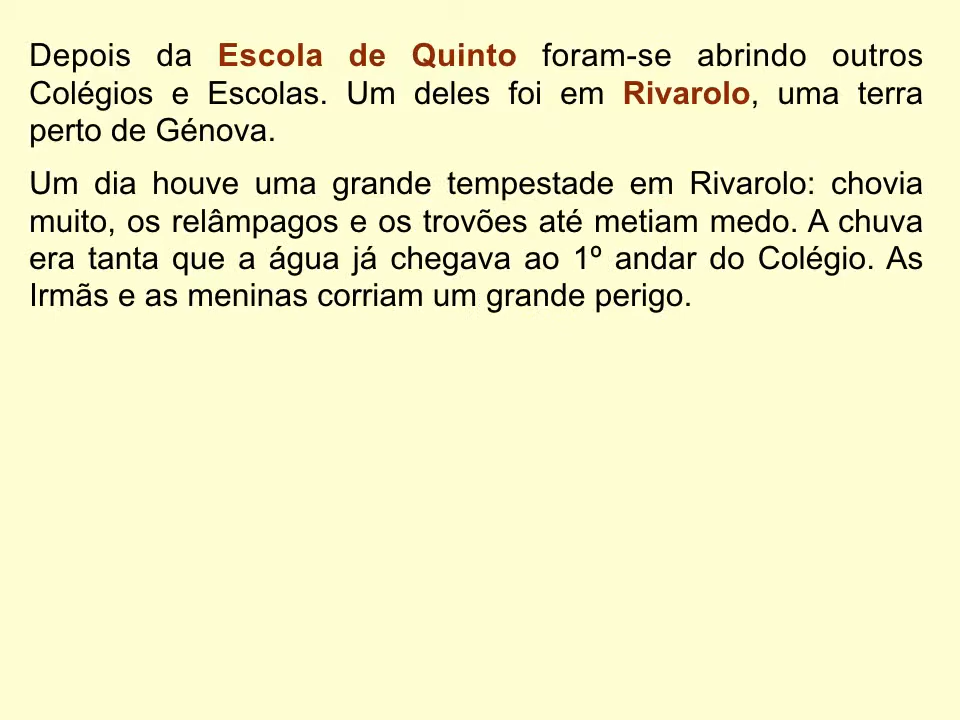 Depois da Escola de Quinto foram-se abrindo outros
Colégios e Escolas. Um deles foi em Rivarolo, uma terra
perto de Génova.
Um dia houve uma grande tempestade em Rivarolo: chovia
muito, os relâmpagos e os trovões até metiam medo. A chuva
era tanta que a água já chegava ao 1º andar do Colégio. As
Irmãs e as meninas corriam um grande perigo.